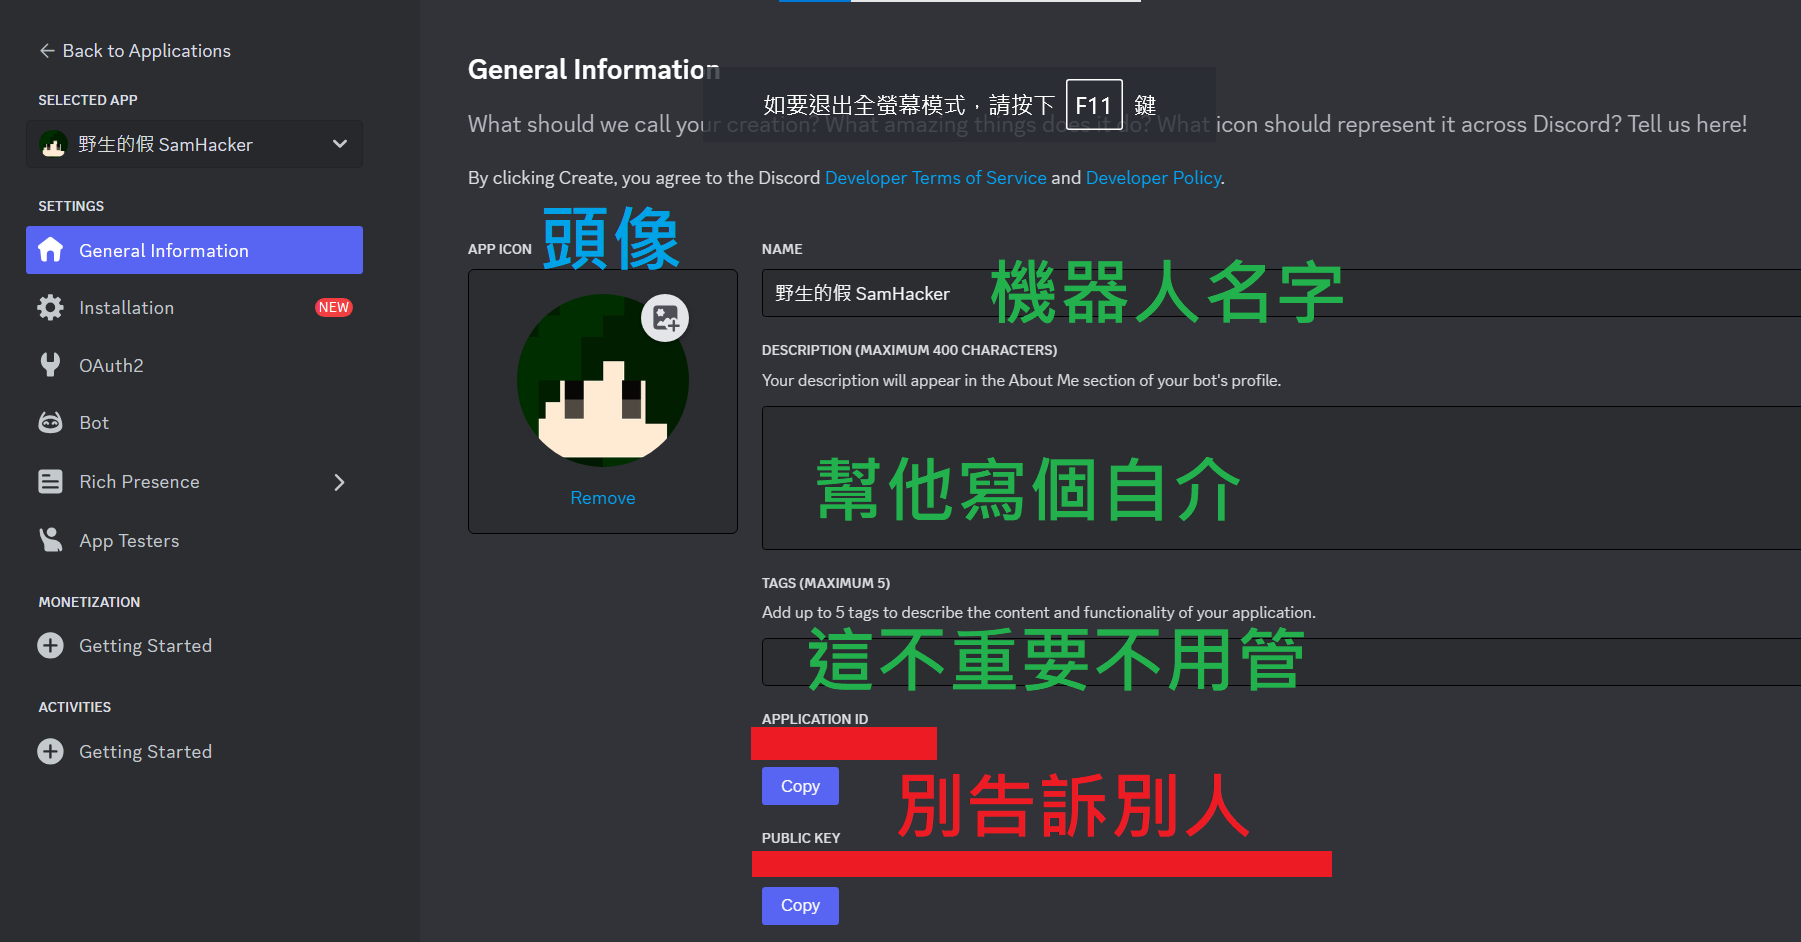 Back to Applications
SELECTED APP
野生的假 SamHacker
SETTINGS
General Information
Installation NEW
OAuth2
Bot
Rich Presence
App Testers
MONETIZATION
Getting Started
ACTIVITIES
Getting Started
General Information
如要退出全螢幕模式，請按下 F11 鍵
What should we call your creation? What amazing things does it do? What icon should represent it across Discord? Tell us here!
By clicking Create, you agree to the Discord Developer Terms of Service and Developer Policy.
APP ICON 頭像
Remove
NAME
野生的假 SamHacker 機器人名字
DESCRIPTION (MAXIMUM 400 CHARACTERS)
Your description will appear in the About Me section of your bot's profile.
幫他寫個自介
TAGS (MAXIMUM 5)
Add up to 5 tags to describe the content and functionality of your application.
這不重要不用管
APPLICATION ID
Copy
別告訴別人
PUBLIC KEY
Copy